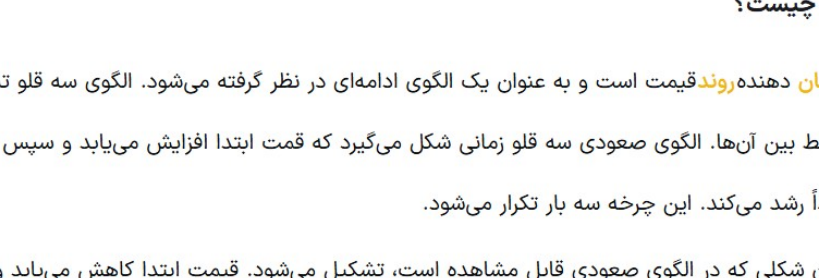 چیست؟
دهنده روند قیمت است و به عنوان یک الگوی ادامه‌ای در نظر گرفته می‌شود. الگوی سه قلو
بین آن‌ها. الگوی صعودی سه قلو زمانی شکل می‌گیرد که قمت ابتدا افزایش می‌یابد و سپس
رشد می‌کند. این چرخه سه بار تکرار می‌شود.
شکلی که در الگوی صعودی قابل مشاهده است، تشکیل می‌شود. قیمت ابتدا کاهش می‌یابد و